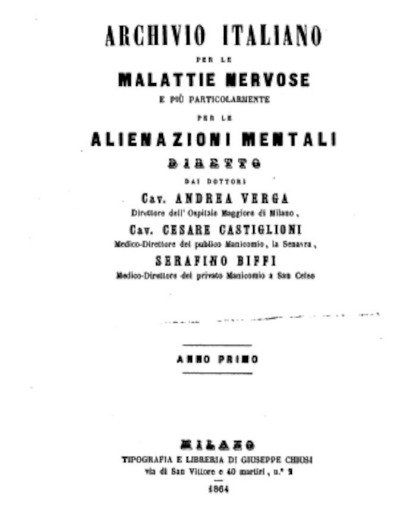 ARCHIVIO ITALIANO
PER LE
MALATTIE NERVOSE
E PIÙ PARTICOLARMENTE
PER LE
ALIENAZIONI MENTALI
DIRETTO
DAI DOTTORI
CAV. ANDREA VERGA
Direttore dell' Ospitale Maggiore di Milano,
CAV. CESARE CASTIGLIONI
Medico-Direttore del publico Manicomio, la Senavra,
SERAFINO BIFFI
Medico-Direttore del privato Manicomio a San Celso
ANNO PRIMO
MILANO
TIPOGRAFIA E LIBRERIA DI GIUSEPPE CHIUSI
via di San Vittore e 40 martiri, n.º
1864